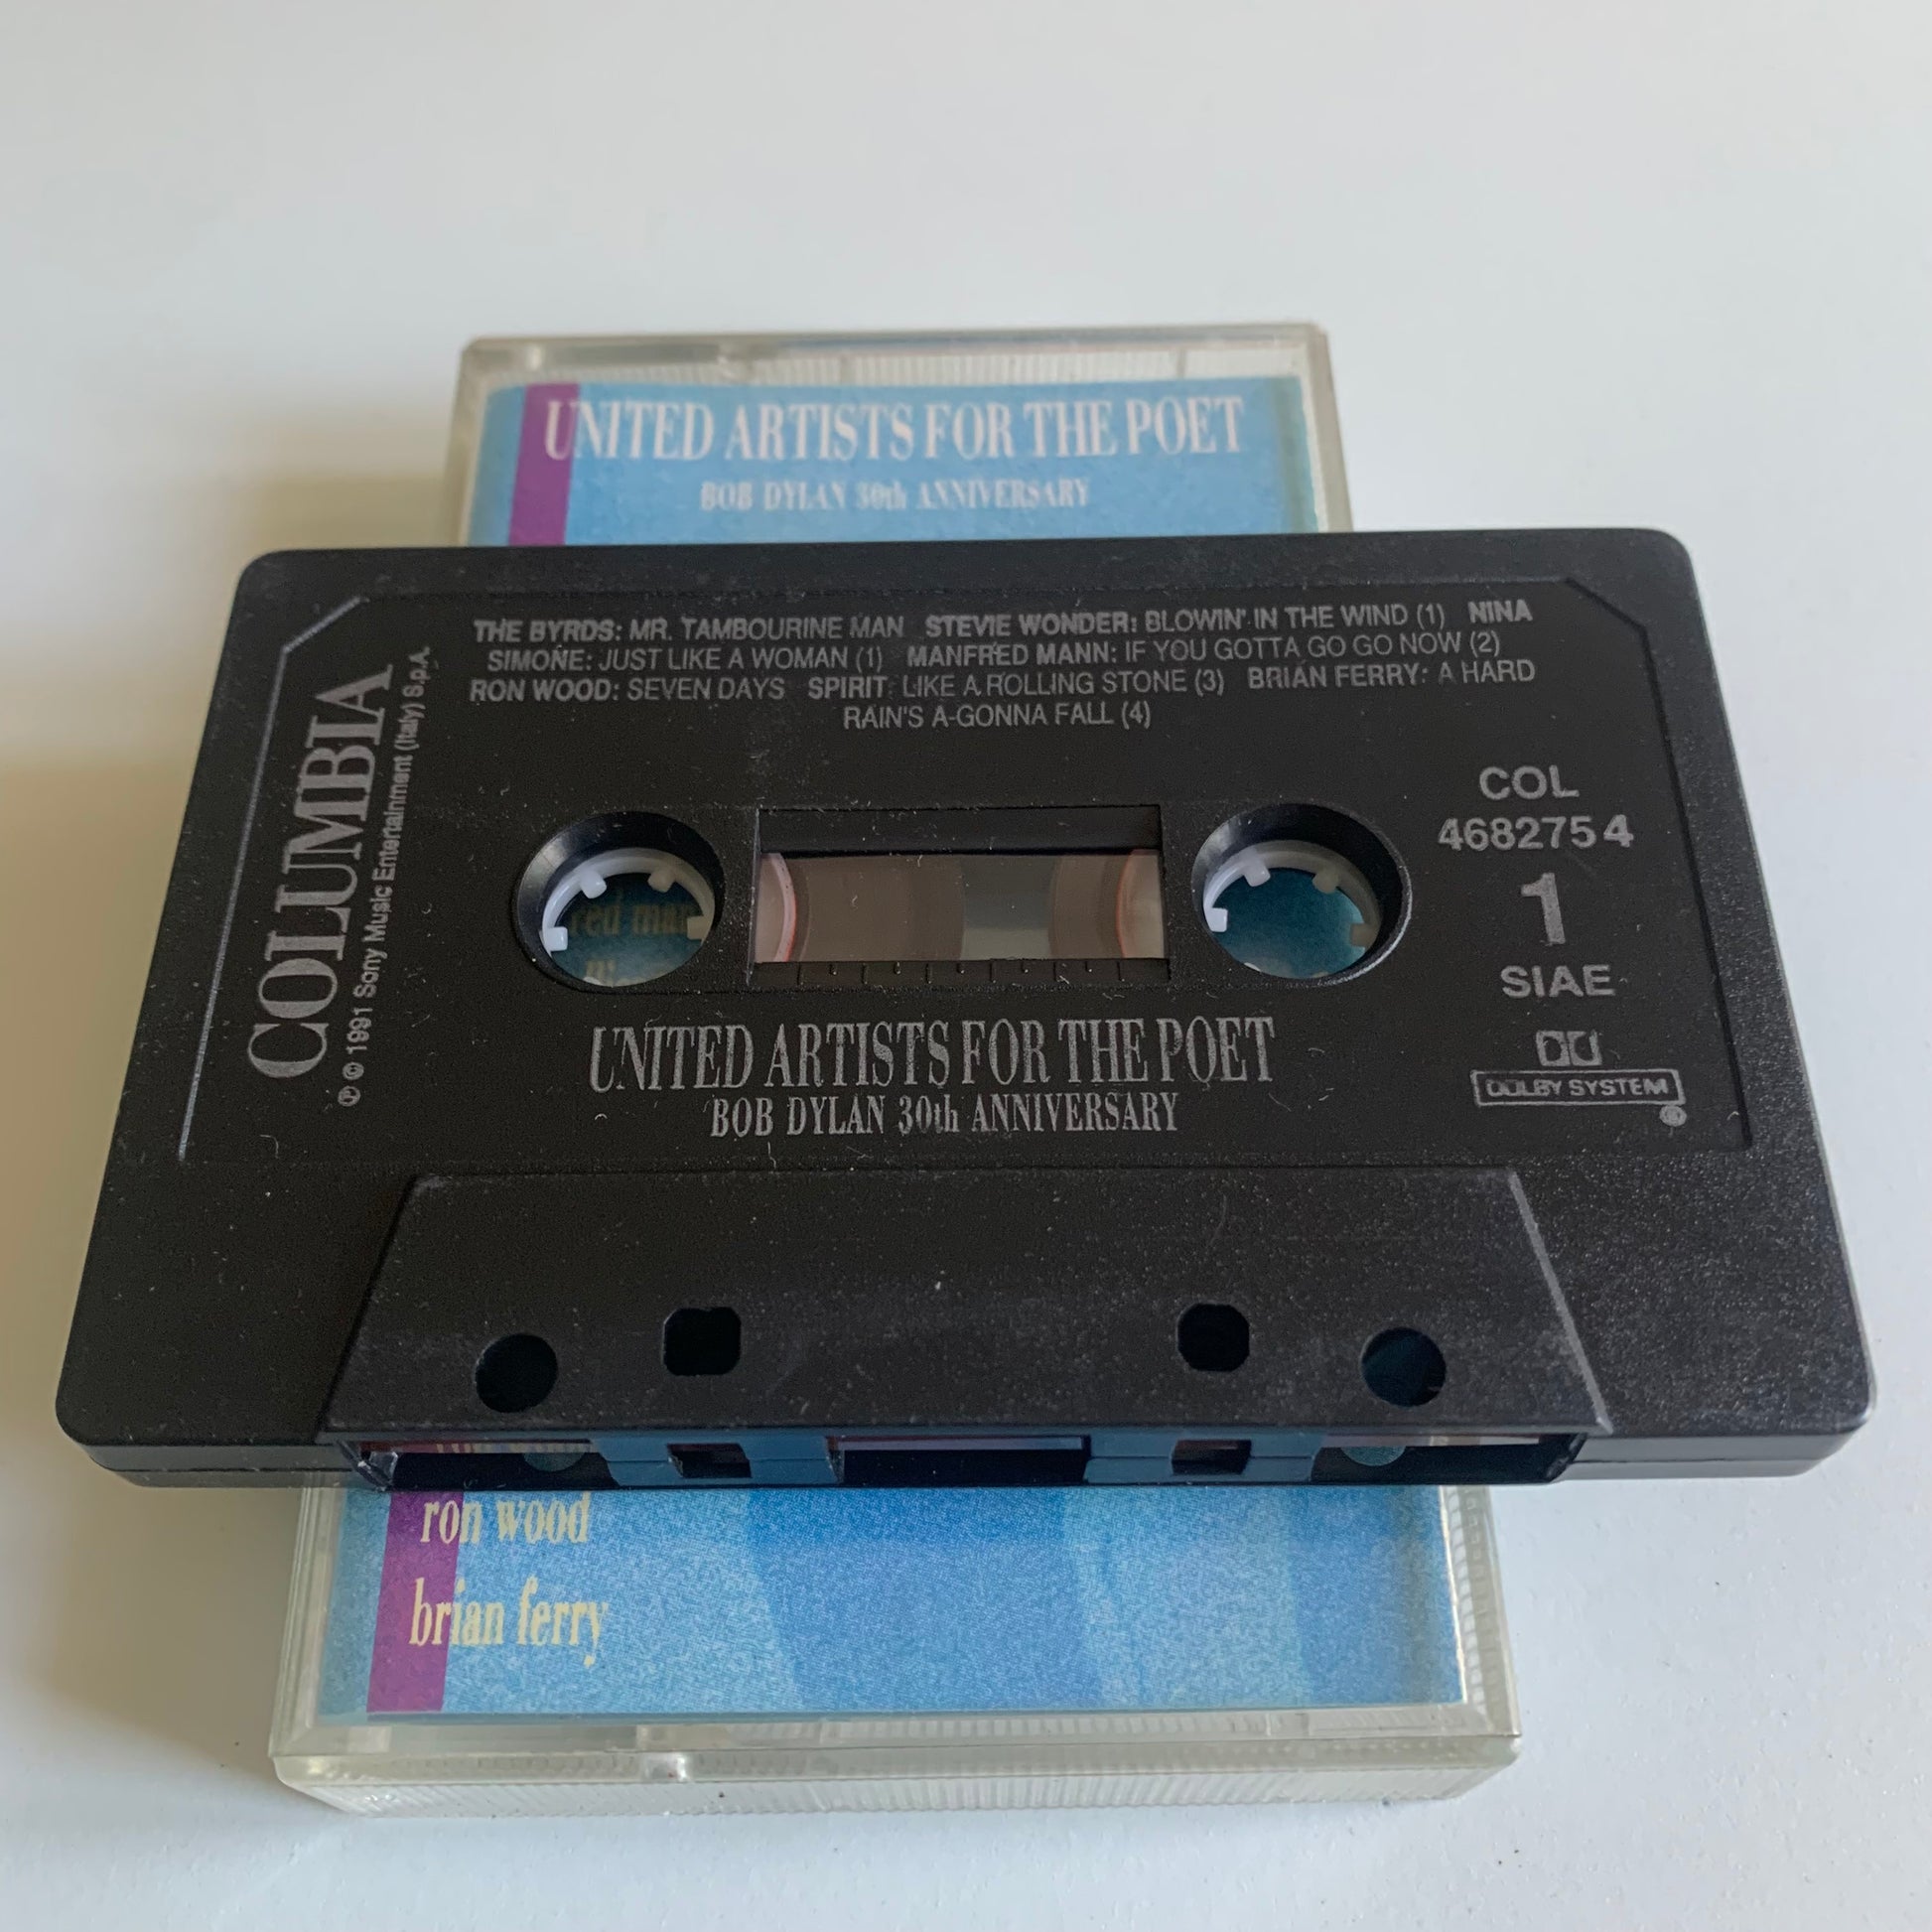 UNITED ARTISTS FOR THE POET
BOB DYLAN 30th ANNIVERSARY
THE BYRDS: MR. TAMBOURINE MAN STEVIE WONDER: BLOWIN' IN THE WIND (1) NINA
SIMONE: JUST LIKE A WOMAN (1) MANFRED MANN: IF YOU GOTTA GO GO NOW (2)
RON WOOD: SEVEN DAYS SPIRIT: LIKE A ROLLING STONE (3) BRIAN FERRY: A HARD
RAIN'S A-GONNA FALL (4)
COLUMBIA
℗ © 1991 Sony Music Entertainment (Italy) S.p.A.
COL
468275 4
1
SIAE
DOLBY SYSTEM
®
UNITED ARTISTS FOR THE POET
BOB DYLAN 30th ANNIVERSARY
ron wood
brian ferry